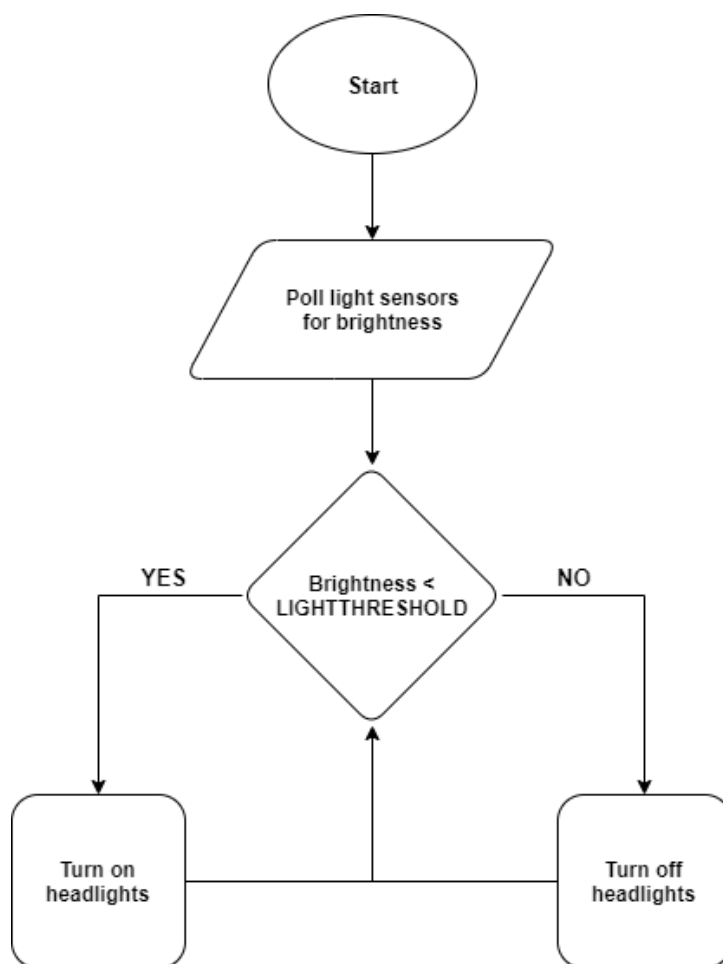 Start
Poll light sensors
for brightness
YES
Brightness <
LIGHTTHRESHOLD
NO
Turn on
headlights
Turn off
headlights